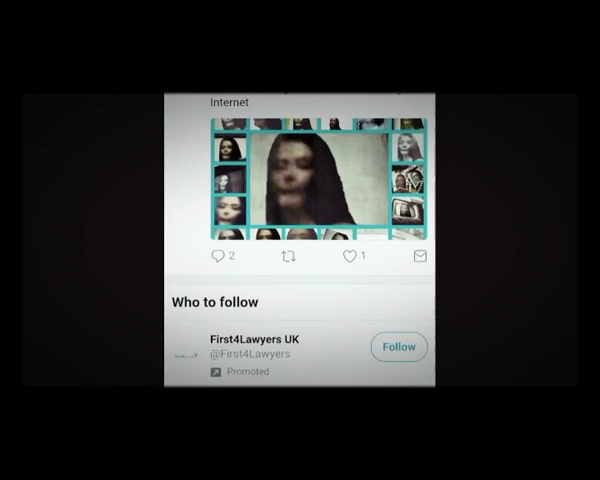 Internet
2
1
Who to follow
First4Lawyers UK
@First4Lawyers
Follow
Promoted